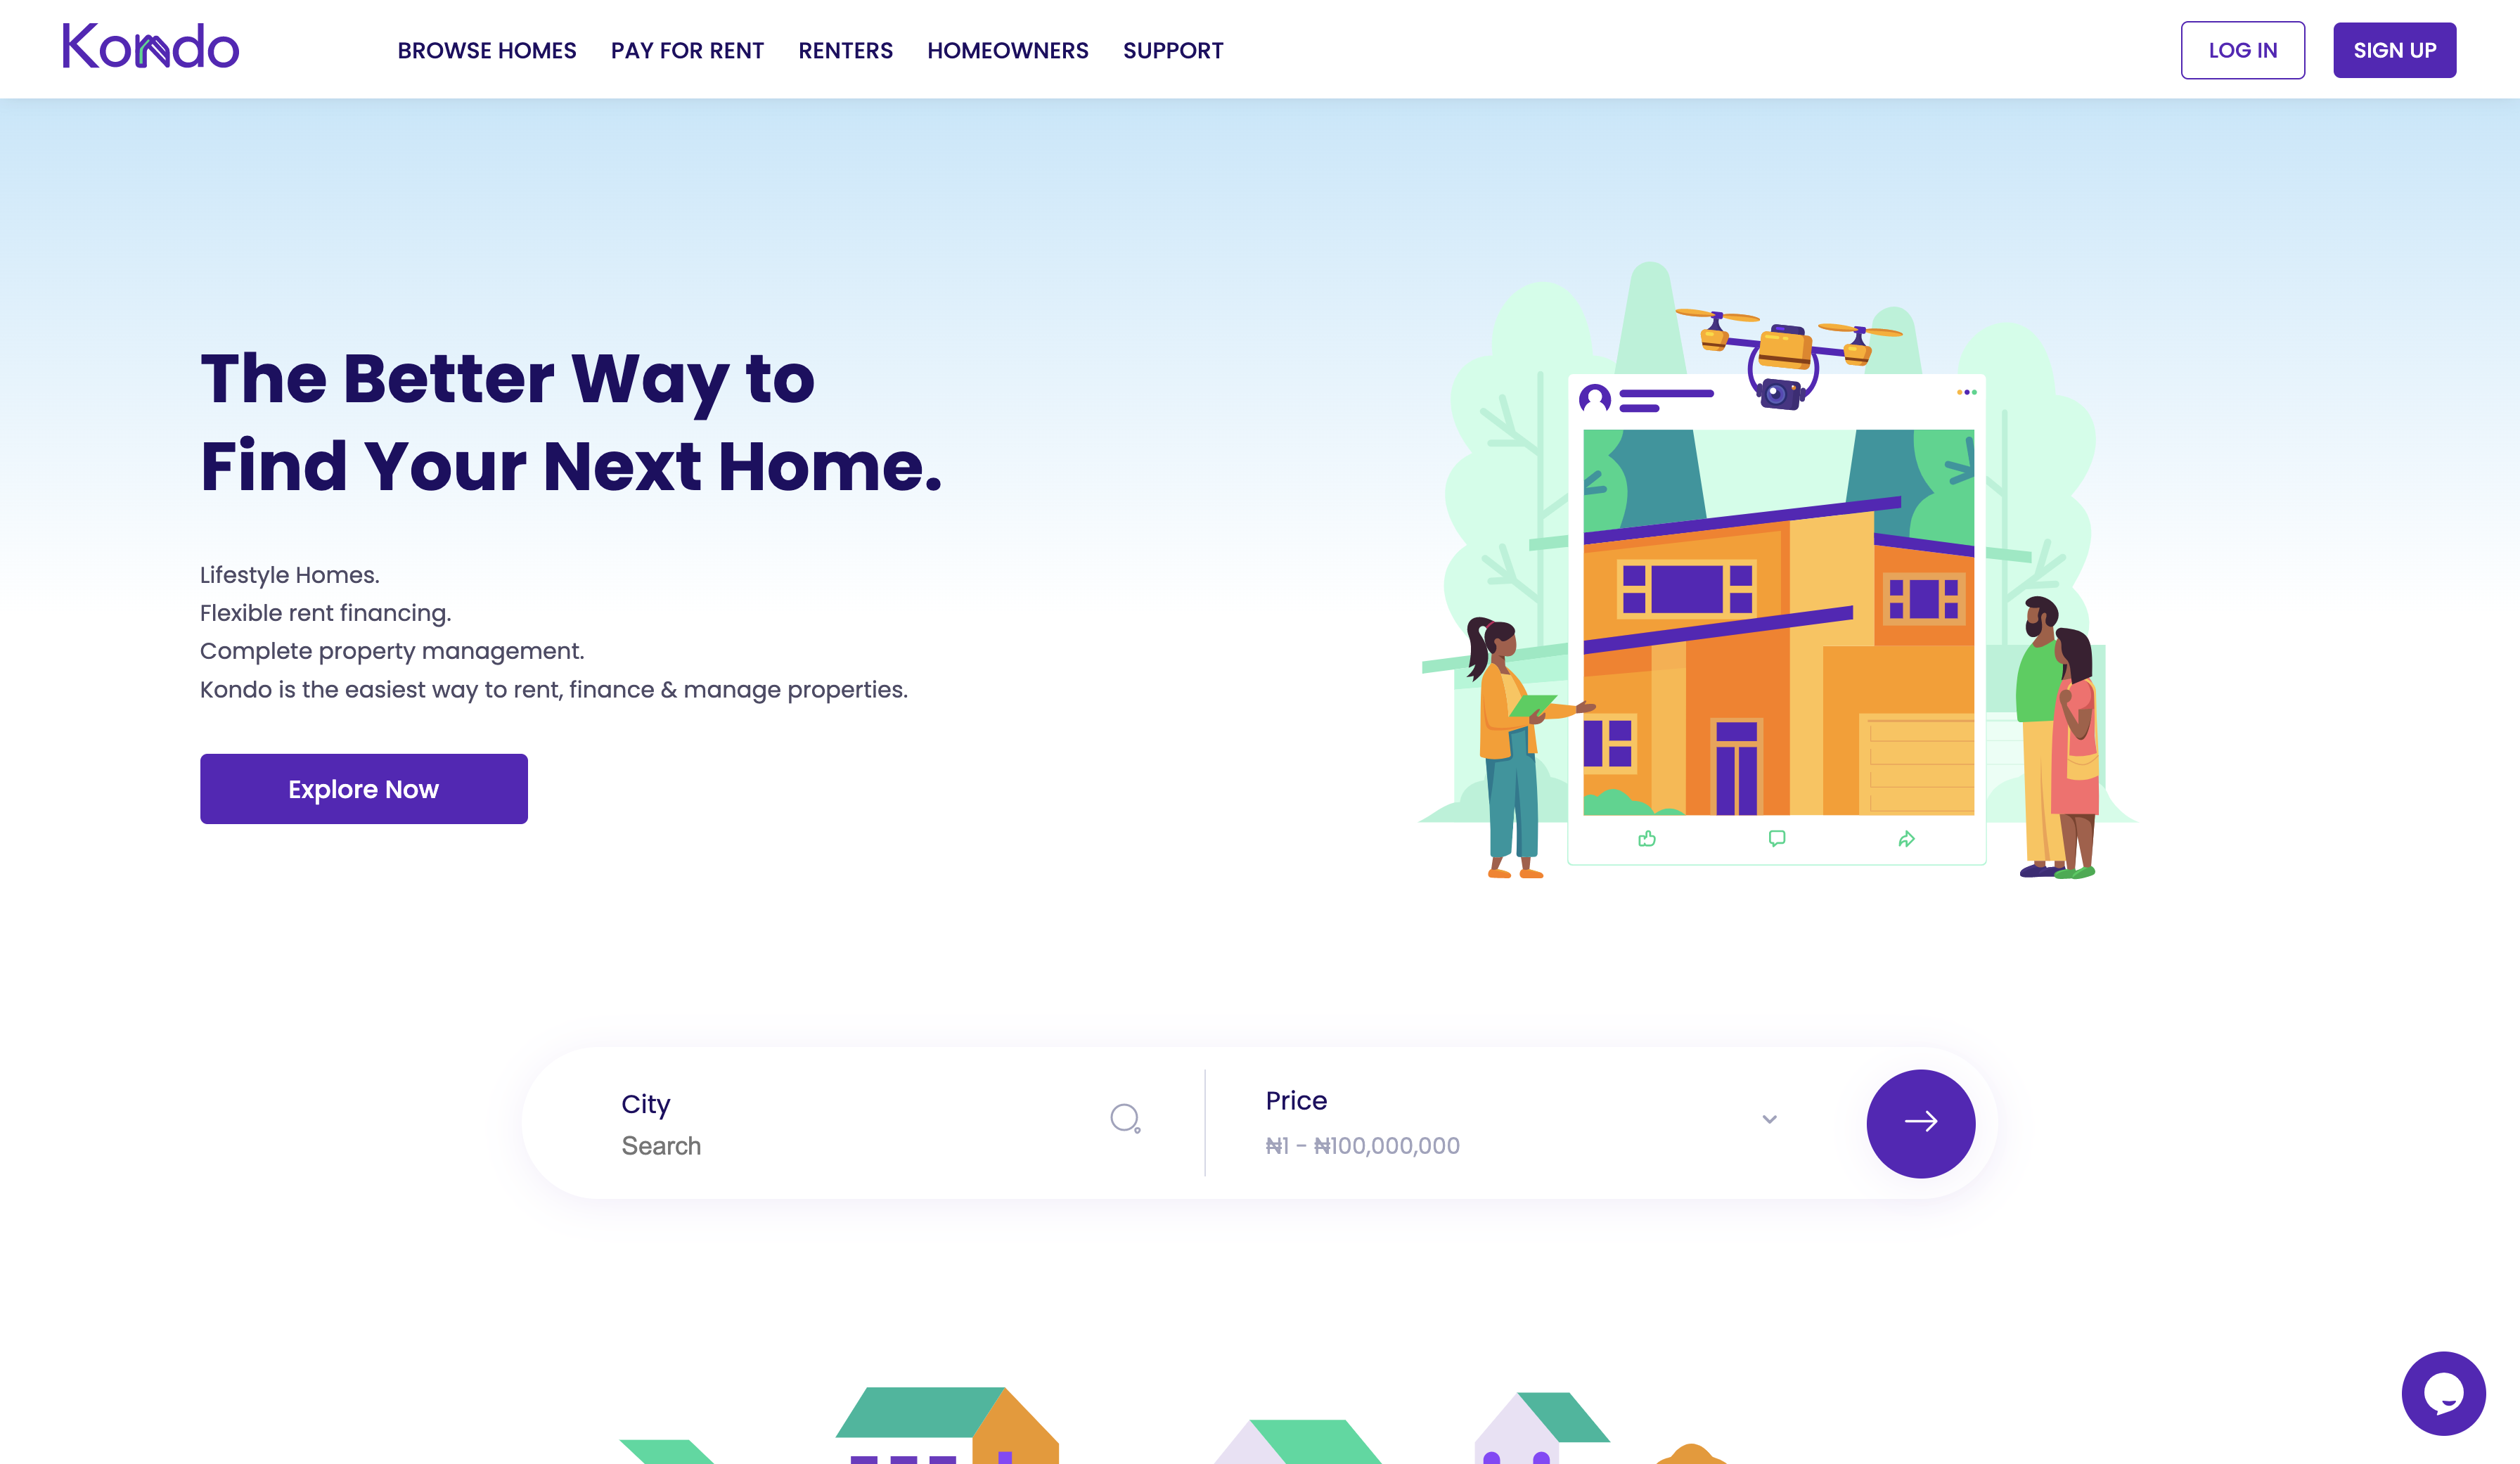 Kondo
BROWSE HOMES
PAY FOR RENT
RENTERS
HOMEOWNERS
SUPPORT
LOG IN
SIGN UP
The Better Way to
Find Your Next Home.
Lifestyle Homes.
Flexible rent financing.
Complete property management.
Kondo is the easiest way to rent, finance & manage properties.
Explore Now
City
Search
Price
₦1 - ₦100,000,000